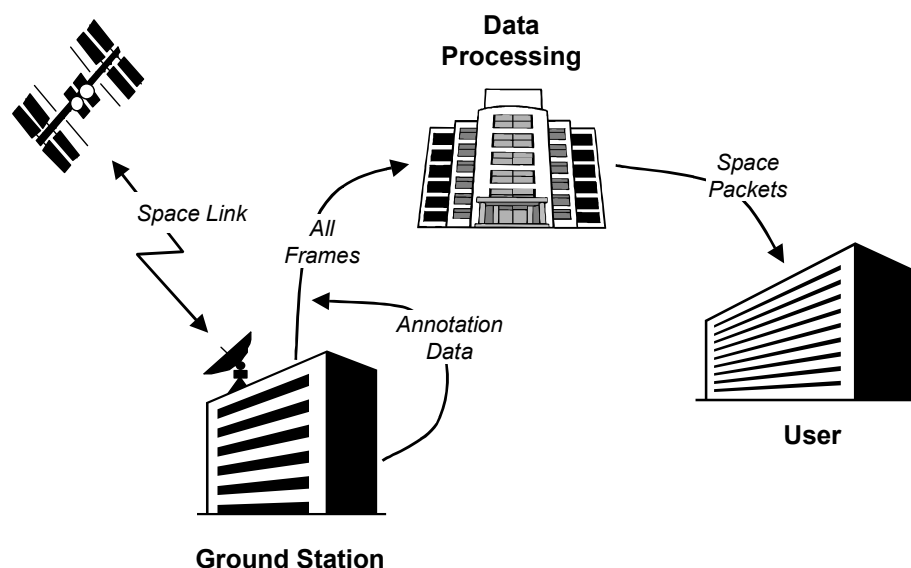 Data
Processing
Space Link
All
Frames
Space
Packets
Annotation
Data
User
Ground Station